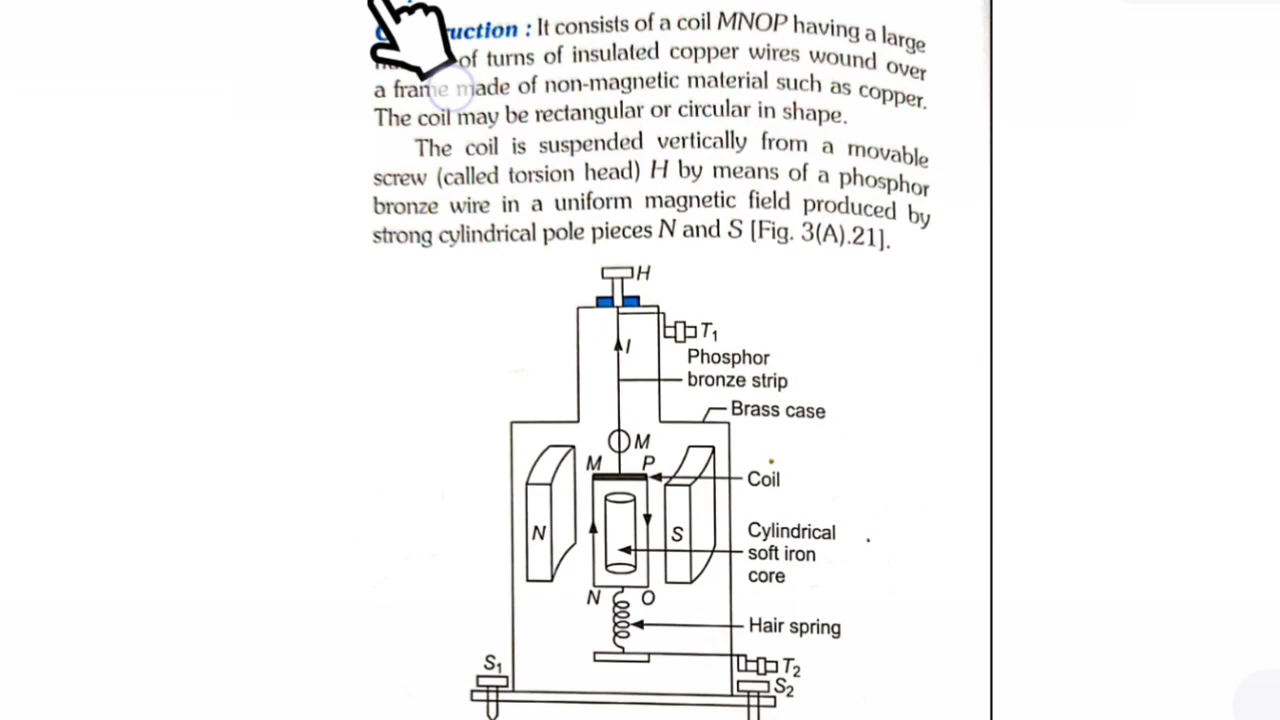 uction : It consists of a coil MNOP having a large
of turns of insulated copper wires wound over
a frame made of non-magnetic material such as copper.
The coil may be rectangular or circular in shape.
The coil is suspended vertically from a movable
screw (called torsion head) H by means of a phosphor
bronze wire in a uniform magnetic field produced by
strong cylindrical pole pieces N and S [Fig. 3(A).21].
H
T1
I
Phosphor
bronze strip
Brass case
M
M P
Coil
N
S
Cylindrical
soft iron
core
N O
Hair spring
S1
T2
S2